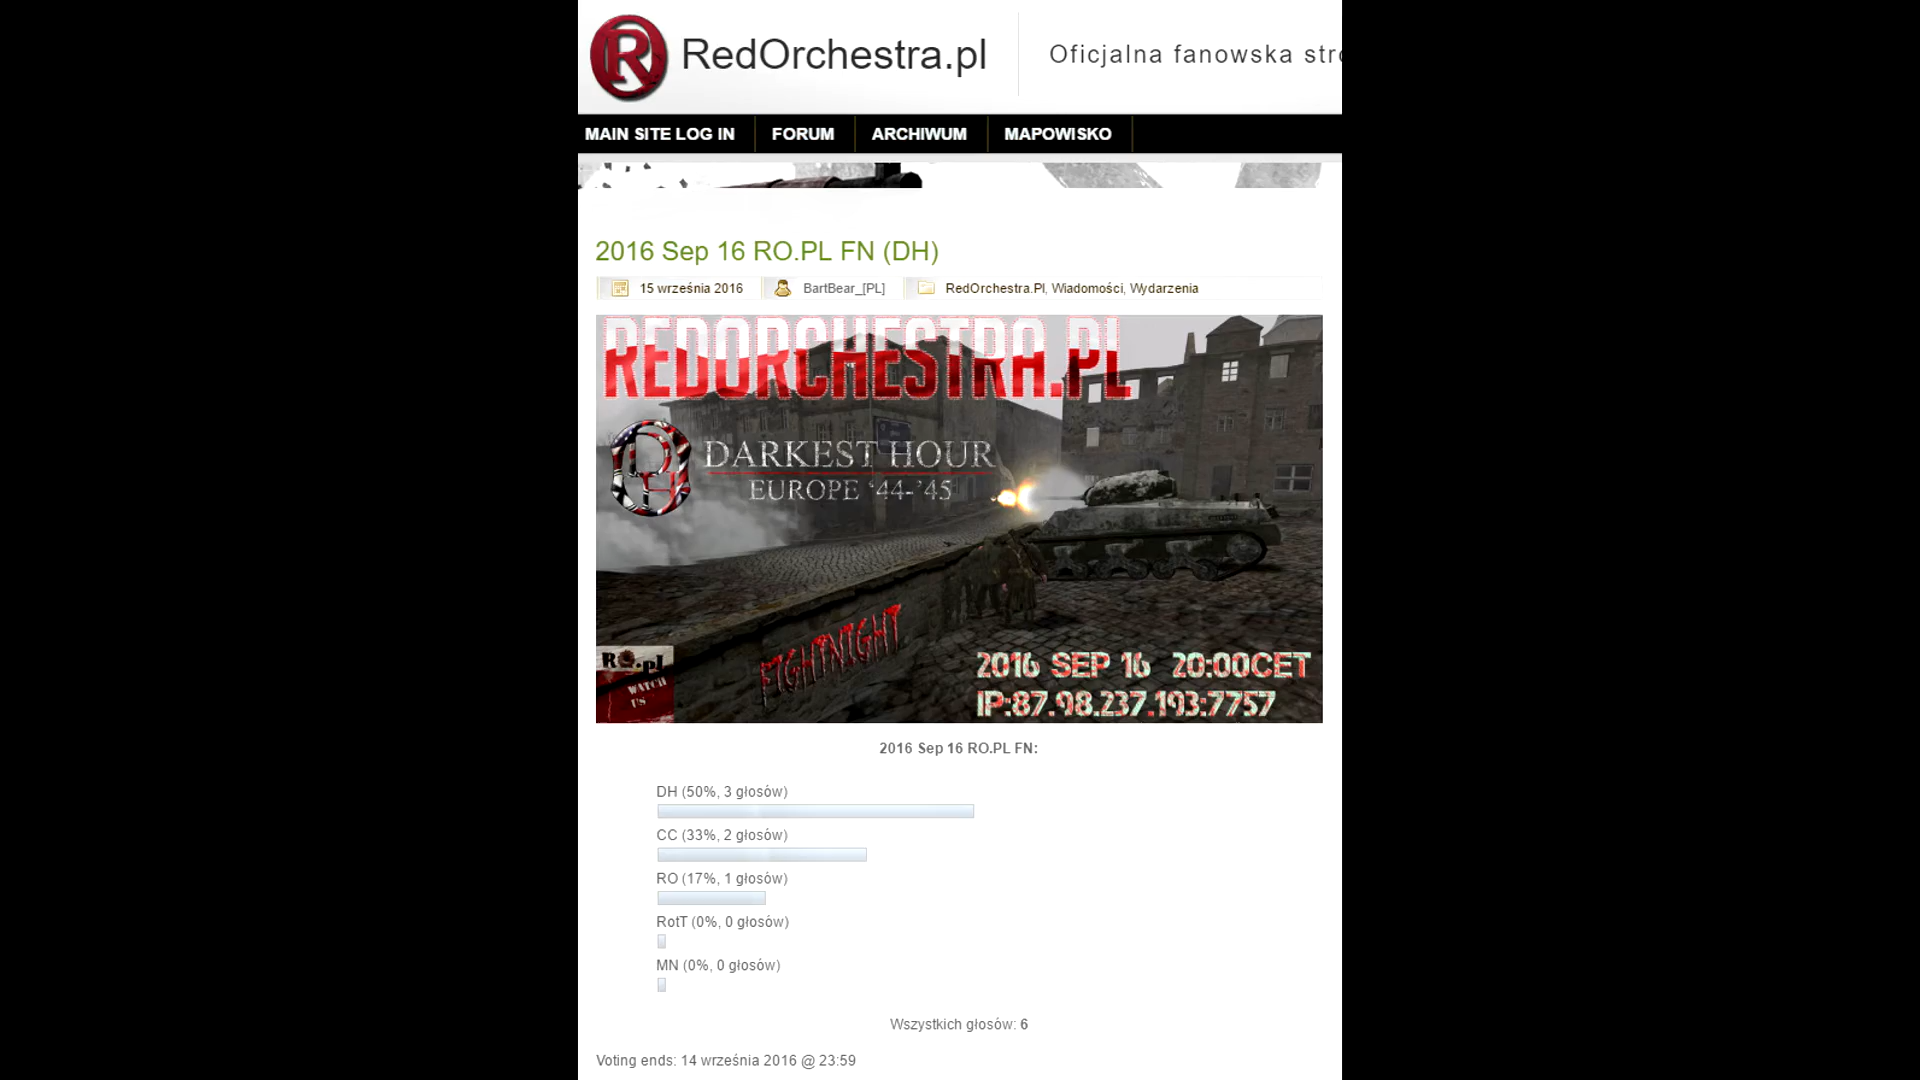 RedOrchestra.pl
Oficjalna fanowska stro
MAIN SITE LOG IN FORUM ARCHIWUM MAPOWISKO
2016 Sep 16 RO.PL FN (DH)
15 września 2016 BartBear_[PL] RedOrchestra.Pl, Wiadomości, Wydarzenia
REDORCHESTRA.PL
DARKEST HOUR
EUROPE '44-'45
FIGHTNIGHT
RO.pl
WATCH
US
2016 SEP 16 20:00CET
IP:87.98.237.193:7757
2016 Sep 16 RO.PL FN:
DH (50%, 3 głosów)
CC (33%, 2 głosów)
RO (17%, 1 głosów)
RotT (0%, 0 głosów)
MN (0%, 0 głosów)
Wszystkich głosów: 6
Voting ends: 14 września 2016 @ 23:59